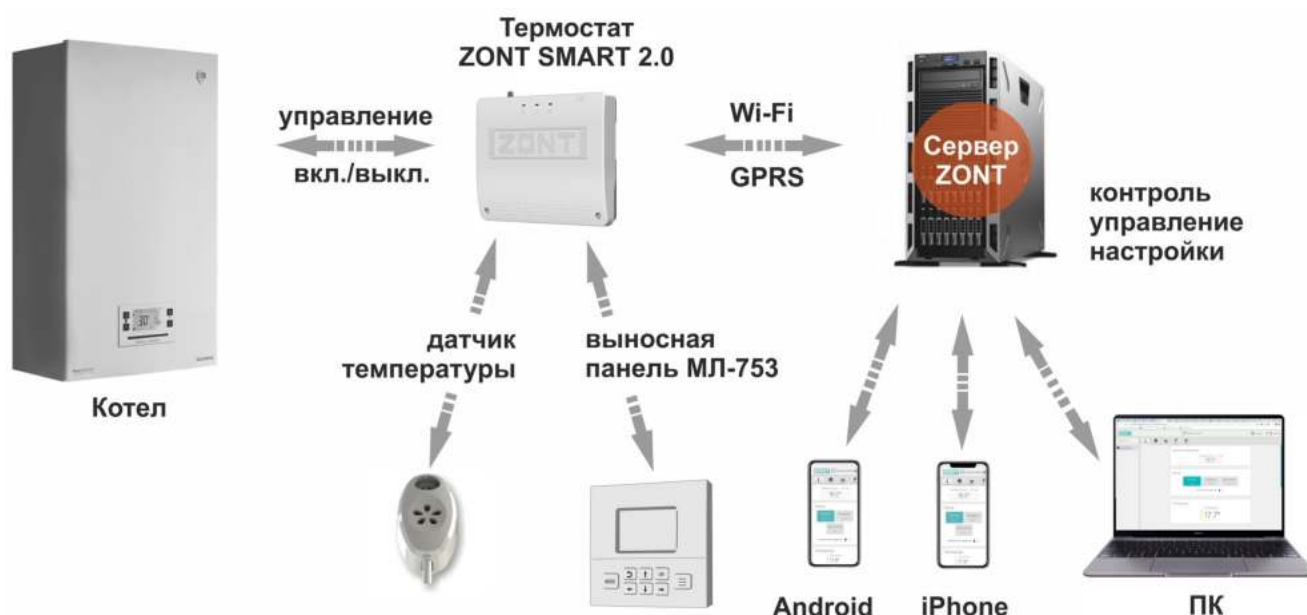 Термостат
ZONT SMART 2.0
ZONT
управление
вкл./выкл.
Wi-Fi
GPRS
Сервер
ZONT
контроль
управление
настройки
датчик
температуры
выносная
панель МЛ-753
Котел
Android
iPhone
ПК